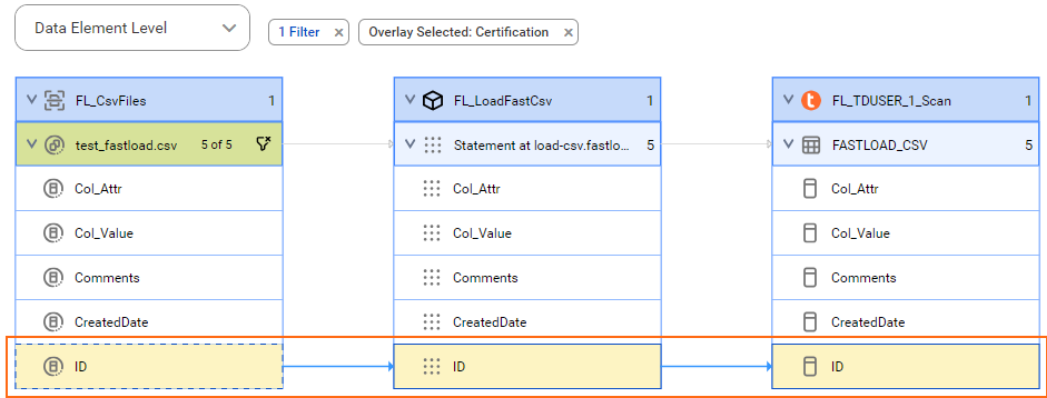 Data Element Level
1 Filter x
Overlay Selected: Certification x
FL_CsvFiles 1
test_fastload.csv 5 of 5
Col_Attr
Col_Value
Comments
CreatedDate
ID
FL_LoadFastCsv 1
Statement at load-csv.fastlo... 5
Col_Attr
Col_Value
Comments
CreatedDate
ID
t FL_TDUSER_1_Scan 1
FASTLOAD_CSV 5
Col_Attr
Col_Value
Comments
CreatedDate
ID